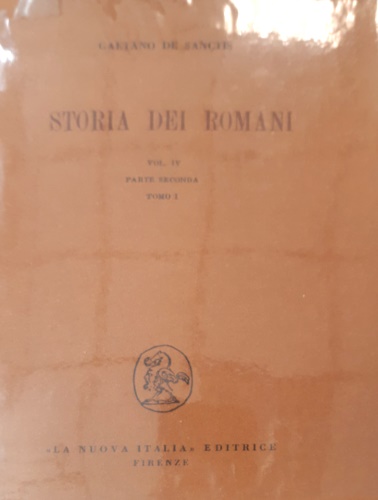 GAETANO DE SANCTIS
STORIA DEI ROMANI
VOL. IV
PARTE SECONDA
TOMO I
«LA NUOVA ITALIA» EDITRICE
FIRENZE